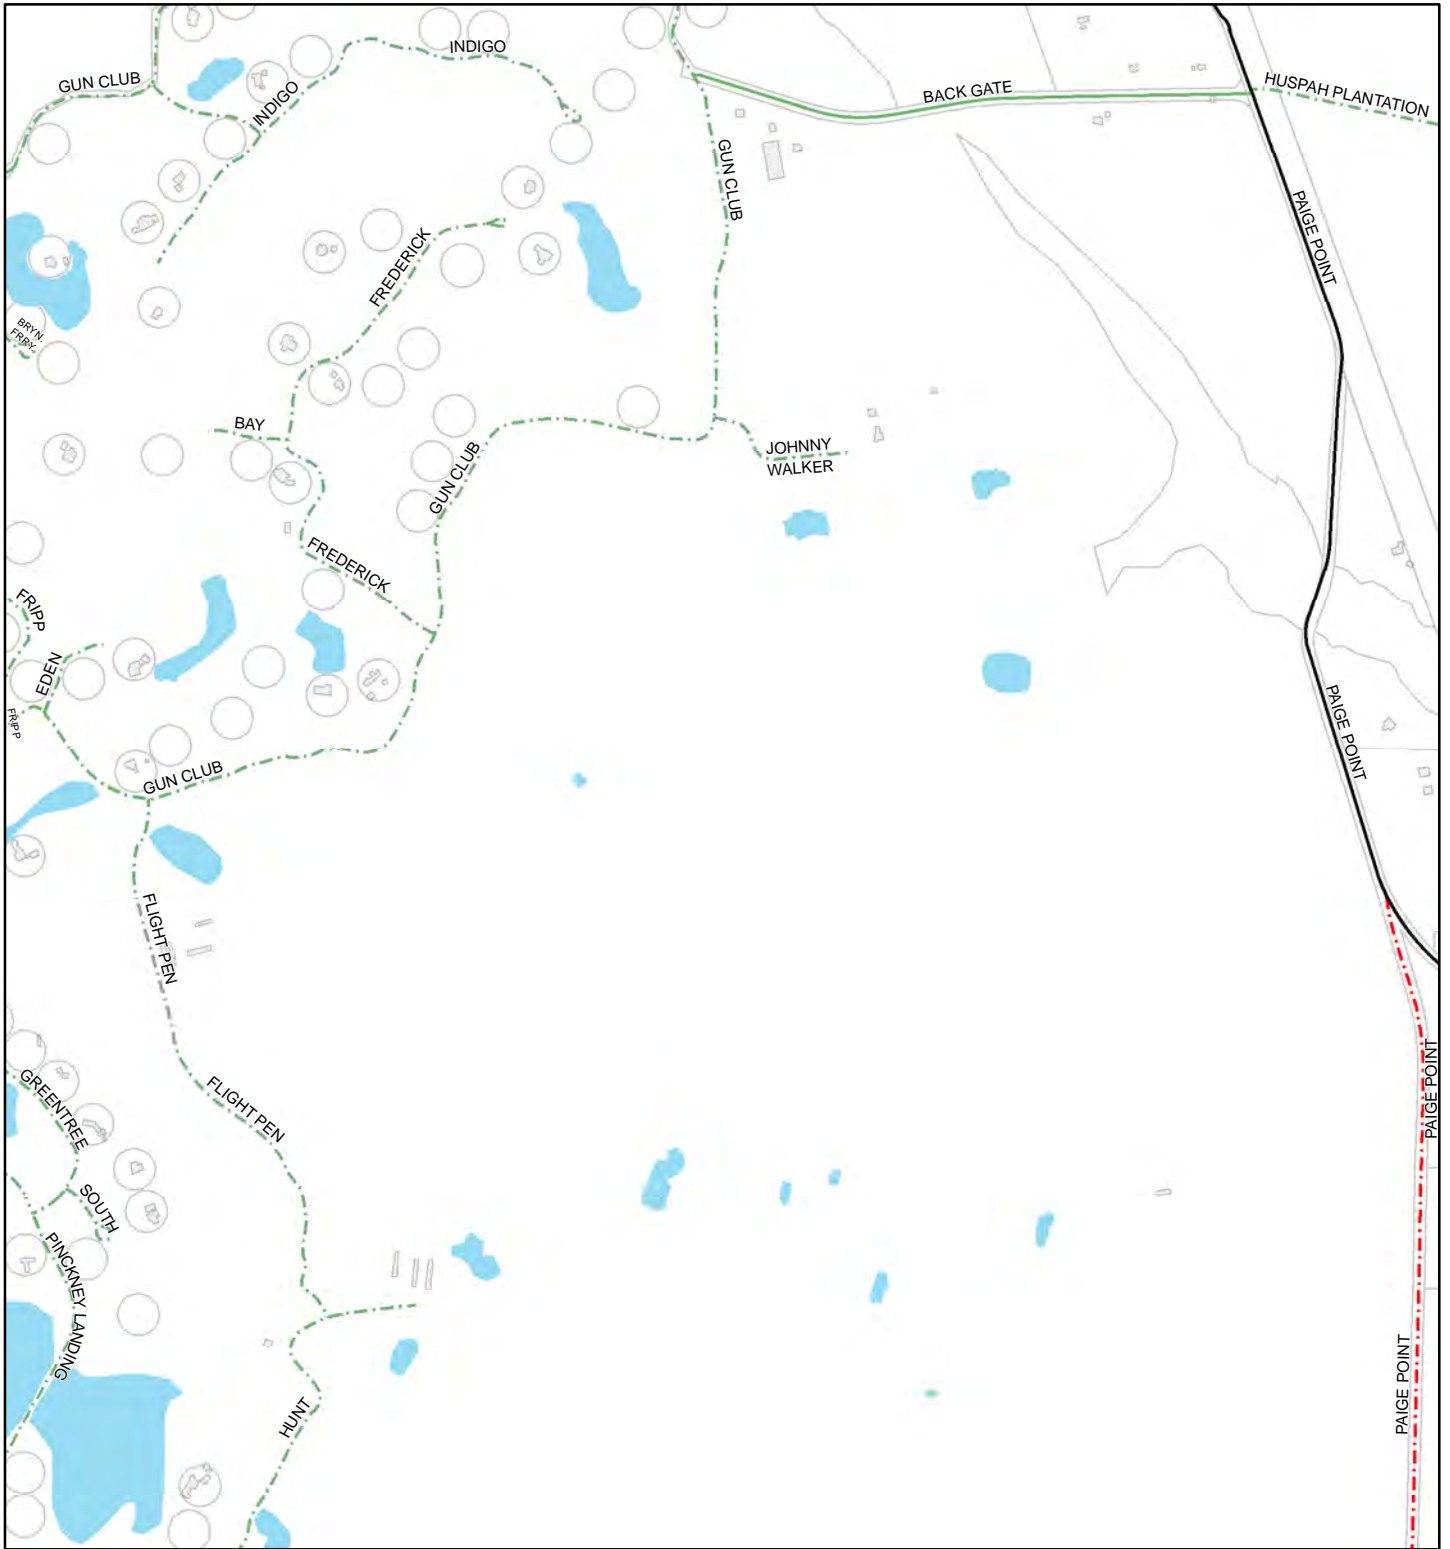 INDIGO
GUN CLUB
BACK GATE
HUSPAH PLANTATION
INDIGO
GUN CLUB
PAIGE POINT
FREDERICK
BRYN.
FRRY.
BAY
JOHNNY
WALKER
GUN CLUB
FREDERICK
FRIPP
EDEN
FRIPP
PAIGE POINT
GUN CLUB
FLIGHT PEN
PAIGE POINT
GREENTREE
FLIGHT PEN
SOUTH
PINCKNEY LANDING
PAIGE POINT
HUNT